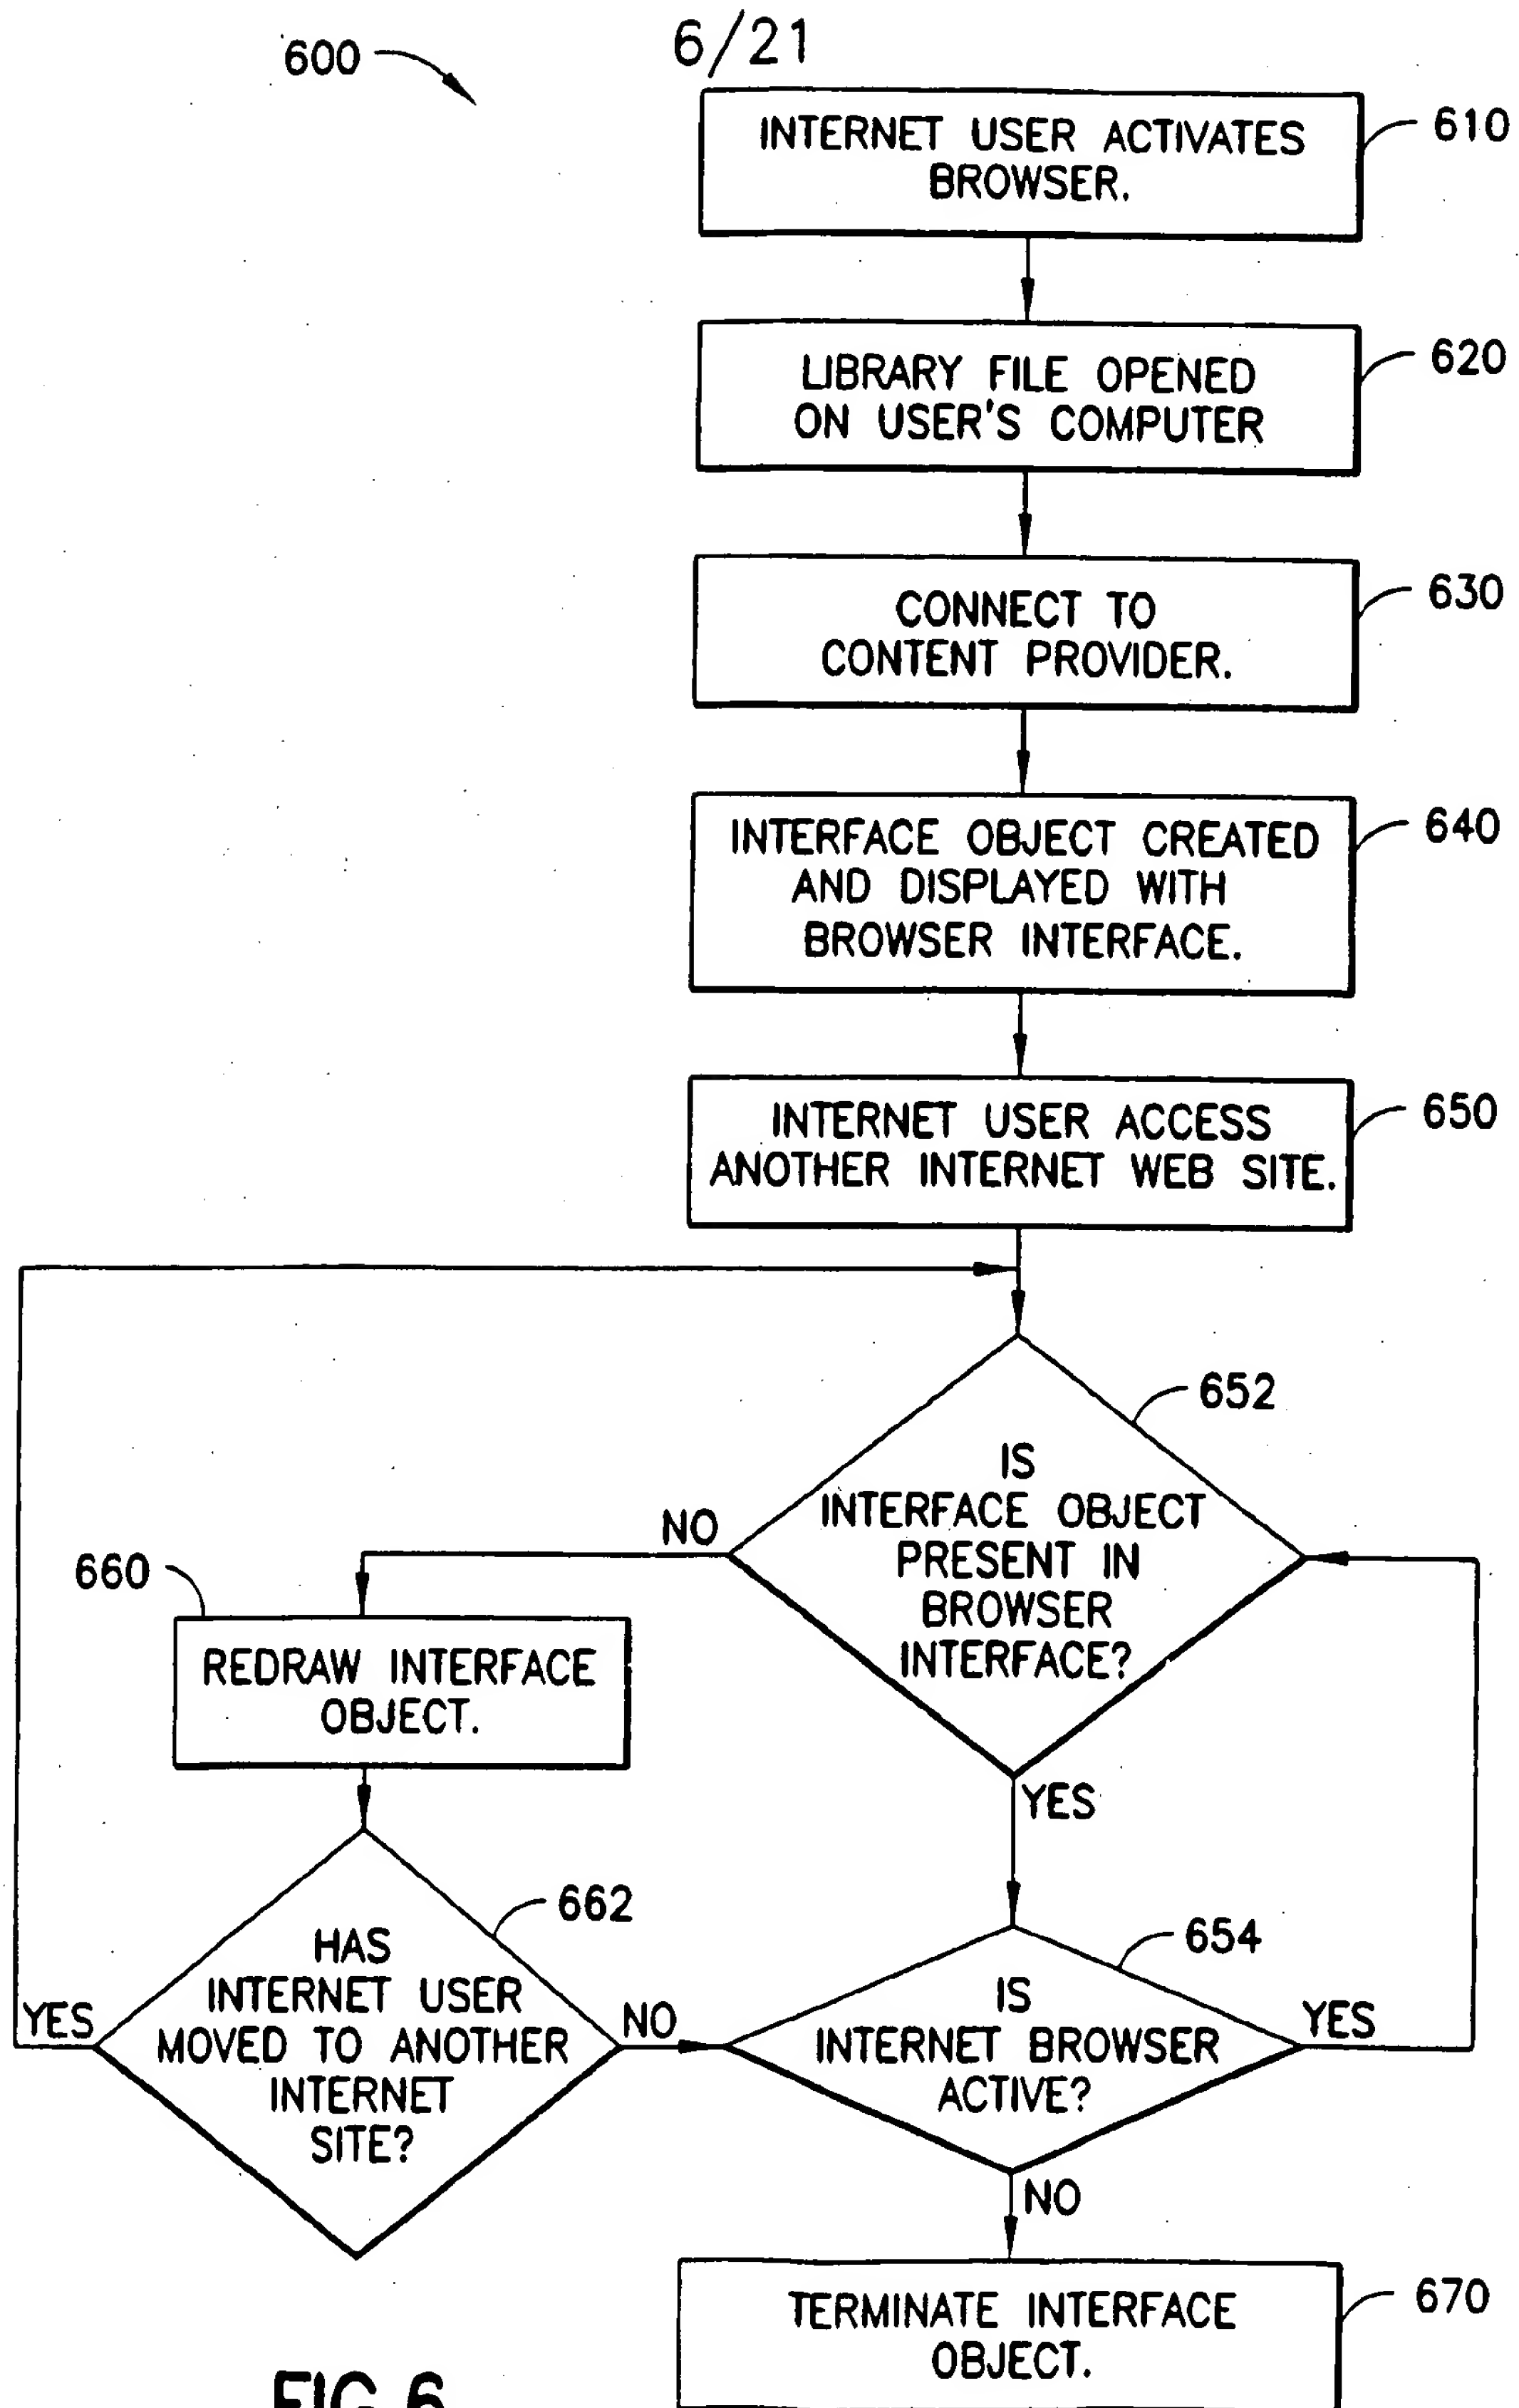 6/21
600
INTERNET USER ACTIVATES
BROWSER.
610
LIBRARY FILE OPENED
ON USER'S COMPUTER
620
CONNECT TO
CONTENT PROVIDER.
630
INTERFACE OBJECT CREATED
AND DISPLAYED WITH
BROWSER INTERFACE.
640
INTERNET USER ACCESS
ANOTHER INTERNET WEB SITE.
650
652
IS
INTERFACE OBJECT
PRESENT IN
BROWSER
INTERFACE?
NO
YES
660
REDRAW INTERFACE
OBJECT.
662
HAS
INTERNET USER
MOVED TO ANOTHER
INTERNET
SITE?
YES
NO
654
IS
INTERNET BROWSER
ACTIVE?
YES
NO
TERMINATE INTERFACE
OBJECT.
670
FIG.6